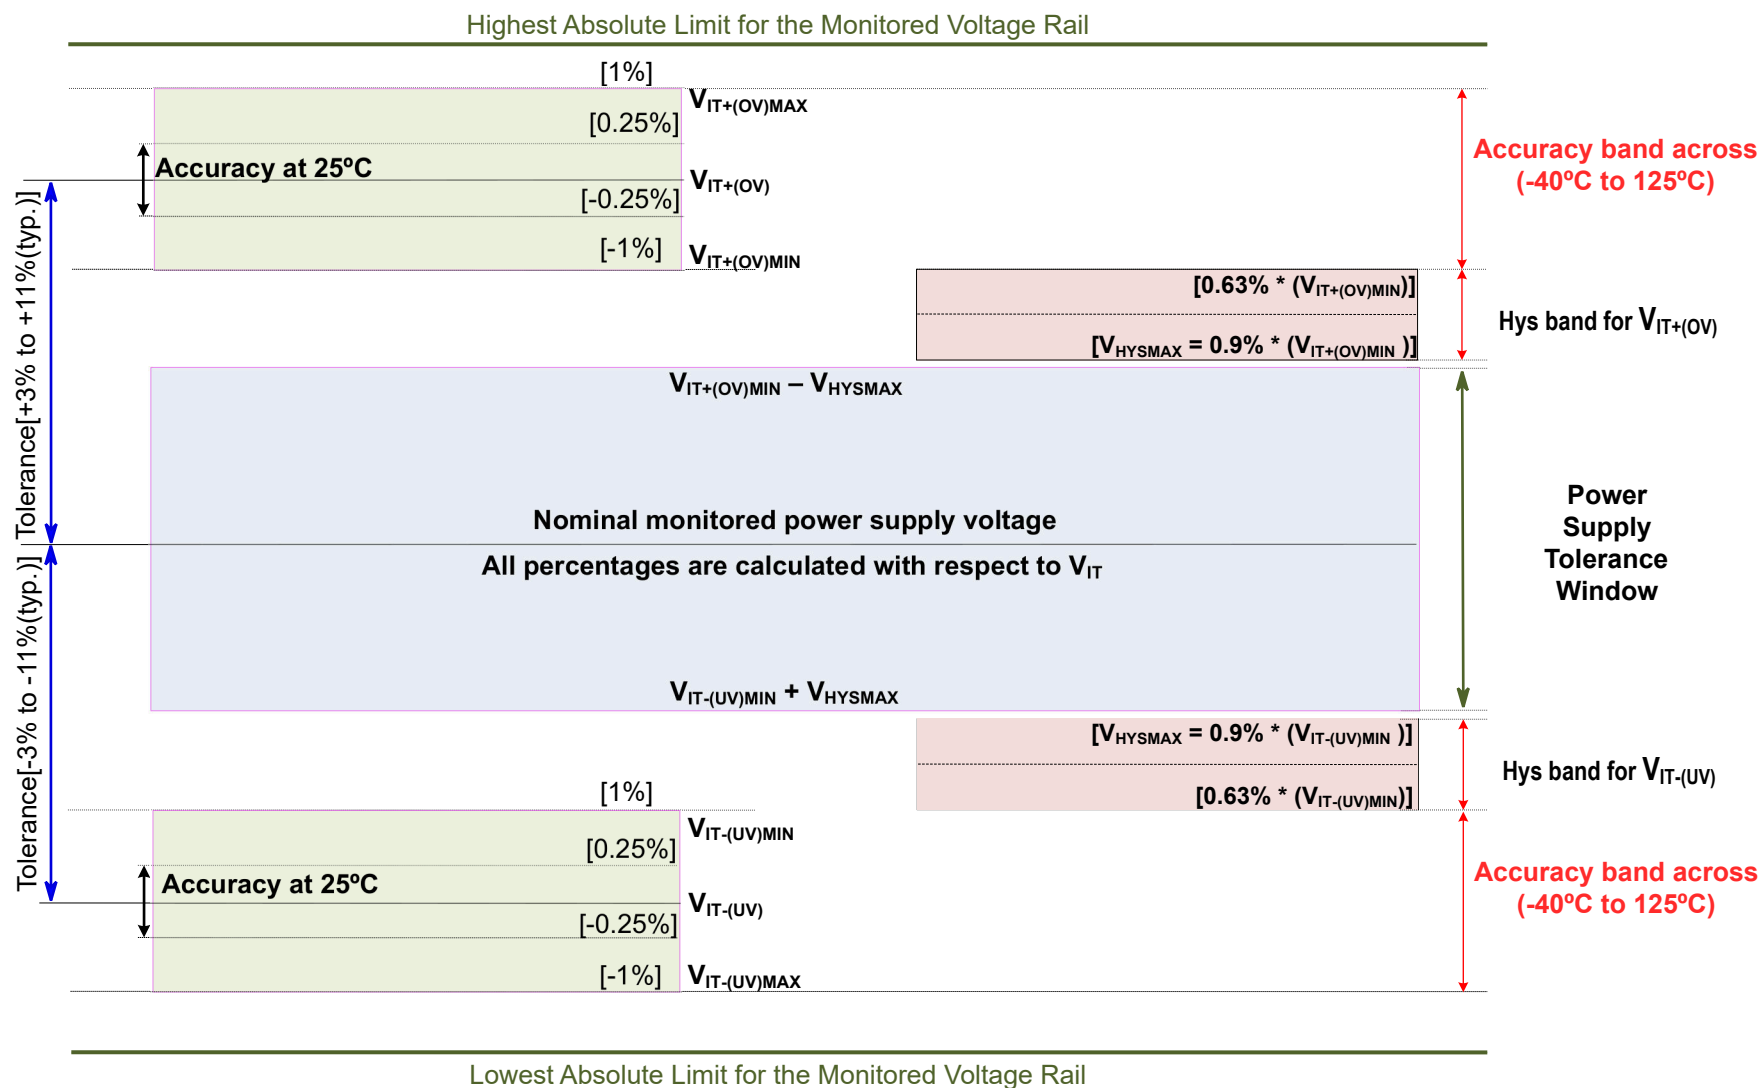 Highest Absolute Limit for the Monitored Voltage Rail
[1%]
VIT+(OV)MAX
[0.25%]
Accuracy at 25ºC
VIT+(OV)
[-0.25%]
[-1%]
VIT+(OV)MIN
Accuracy band across
(-40ºC to 125ºC)
[0.63% * (VIT+(OV)MIN)]
[VHYSMAX = 0.9% * (VIT+(OV)MIN )]
Hys band for VIT+(OV)
Tolerance[+3% to +11%(typ.)]
VIT+(OV)MIN – VHYSMAX
Nominal monitored power supply voltage
All percentages are calculated with respect to VIT
Power
Supply
Tolerance
Window
VIT-(UV)MIN + VHYSMAX
Tolerance[-3% to -11%(typ.)]
[VHYSMAX = 0.9% * (VIT-(UV)MIN )]
[0.63% * (VIT-(UV)MIN)]
Hys band for VIT-(UV)
[1%]
VIT-(UV)MIN
[0.25%]
Accuracy at 25ºC
VIT-(UV)
[-0.25%]
[-1%]
VIT-(UV)MAX
Accuracy band across
(-40ºC to 125ºC)
Lowest Absolute Limit for the Monitored Voltage Rail